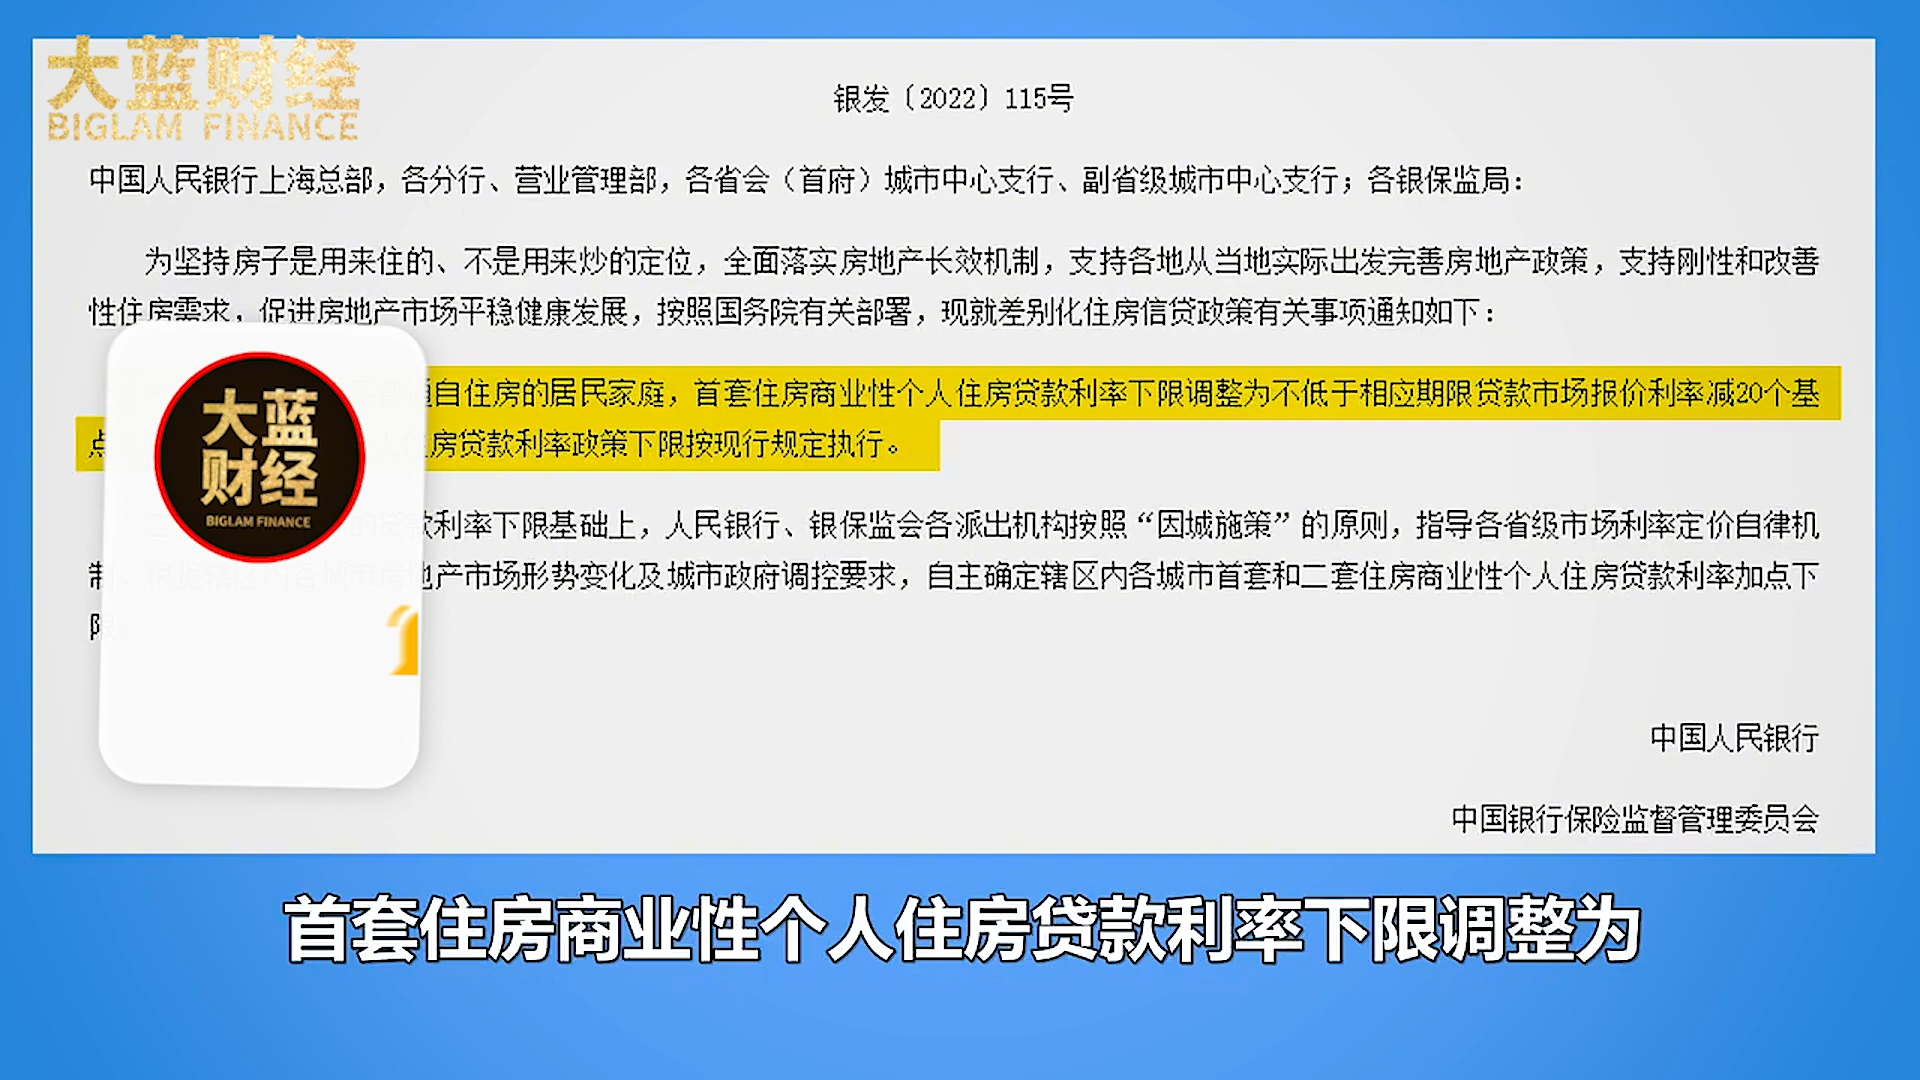 大蓝财经
BIGLAM FINANCE
银发〔2022〕115号
中国人民银行上海总部，各分行、营业管理部，各省会（首府）城市中心支行、副省级城市中心支行；各银保监局：
为坚持房子是用来住的、不是用来炒的定位，全面落实房地产长效机制，支持各地从当地实际出发完善房地产政策，支持刚性和改善
性住房需求，促进房地产市场平稳健康发展，按照国务院有关部署，现就差别化住房信贷政策有关事项通知如下：
自住房的居民家庭，首套住房商业性个人住房贷款利率下限调整为不低于相应期限贷款市场报价利率减20个基
点 房贷款利率政策下限按现行规定执行。
大蓝
财经
BIGLAM FINANCE
利率下限基础上，人民银行、银保监会各派出机构按照“因城施策”的原则，指导各省级市场利率定价自律机
制 产市场形势变化及城市政府调控要求，自主确定辖区内各城市首套和二套住房商业性个人住房贷款利率加点下
限
中国人民银行
中国银行保险监督管理委员会
首套住房商业性个人住房贷款利率下限调整为